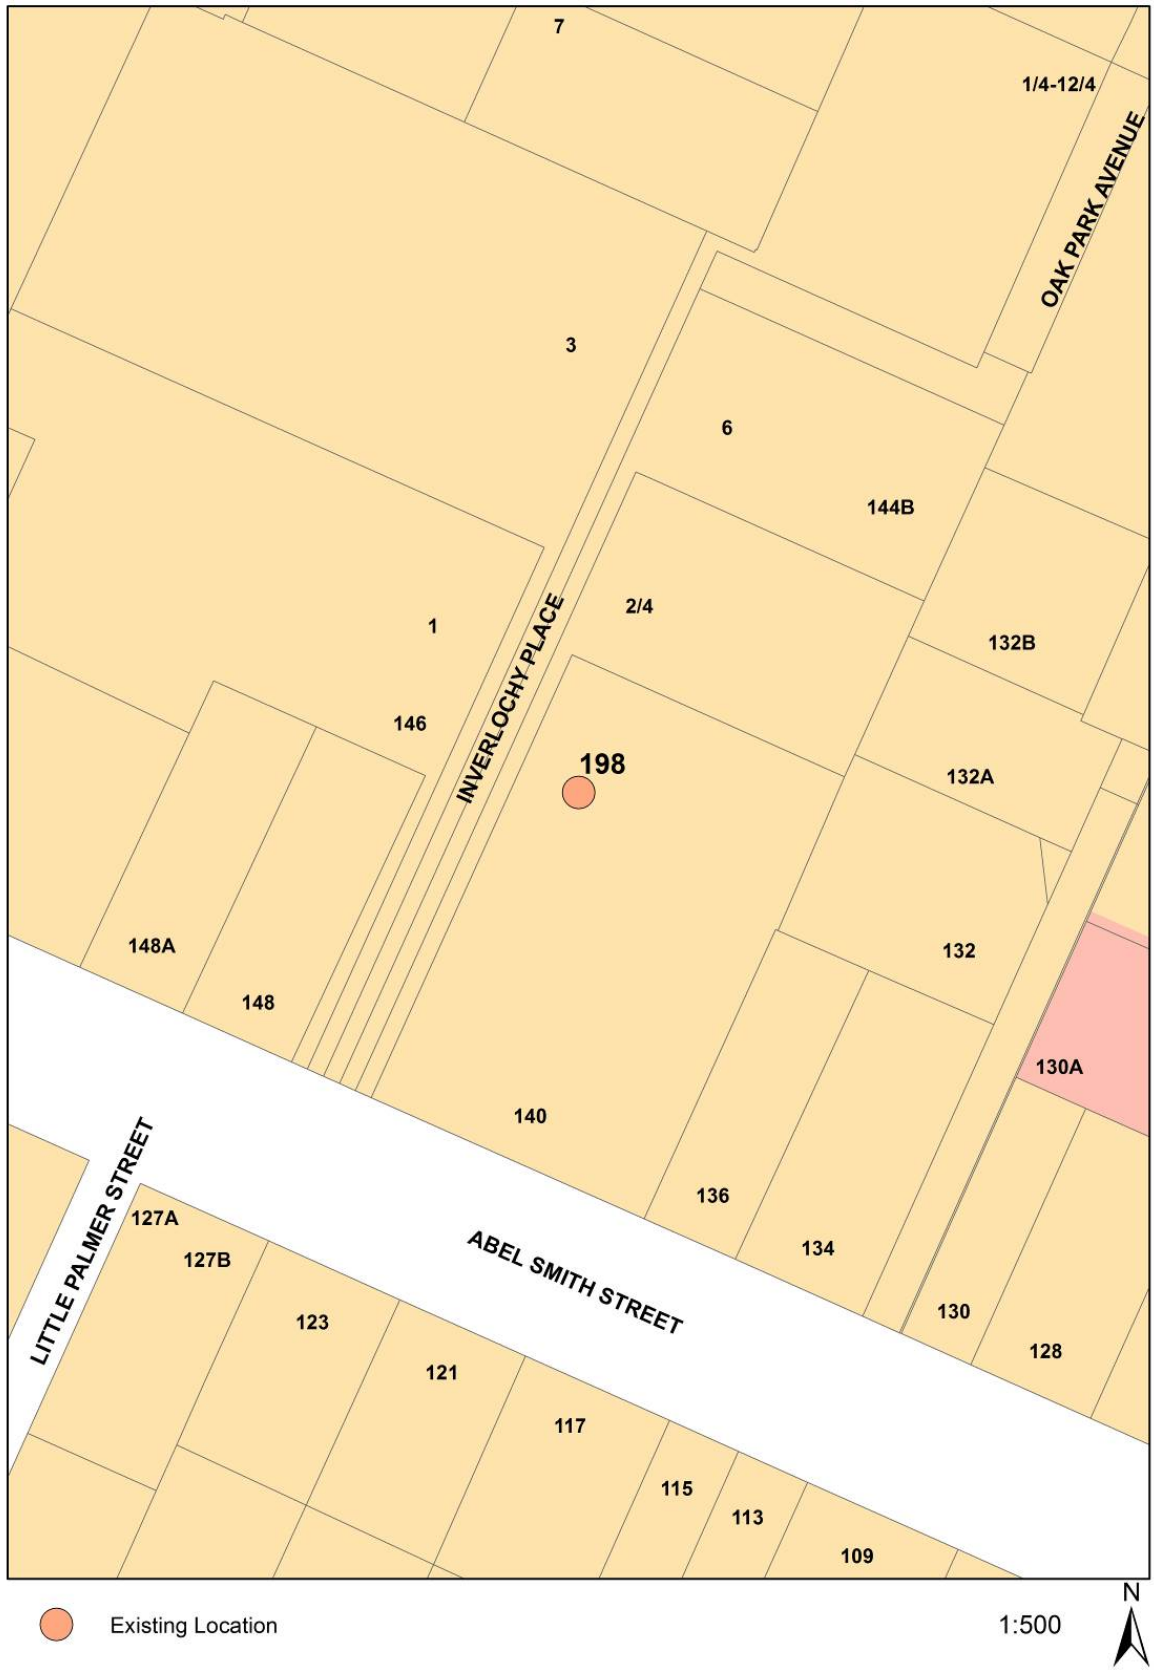 7
1/4-12/4
OAK PARK AVENUE
3
6
144B
2/4
1
132B
146
INVERLOCHY PLACE
198
132A
148A
132
148
130A
140
136
LITTLE PALMER STREET
127A
134
127B
ABEL SMITH STREET
130
123
128
121
117
115
113
109
N
Existing Location
1:500